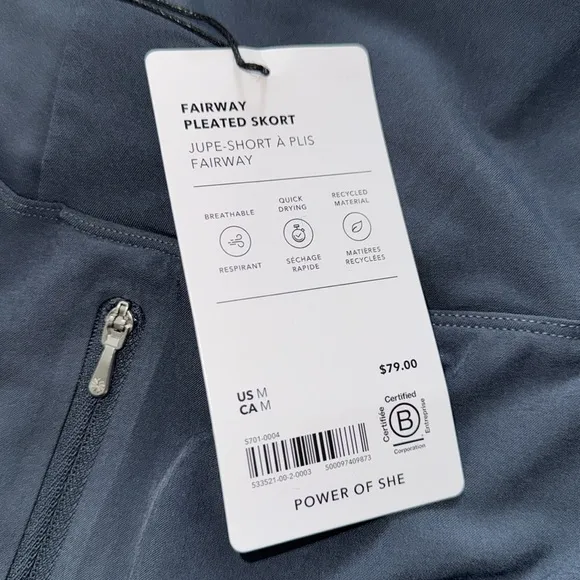 FAIRWAY
PLEATED SKORT
JUPE-SHORT À PLIS
FAIRWAY
BREATHABLE
QUICK
DRYING
RECYCLED
MATERIAL
RESPIRANT
SÉCHAGE
RAPIDE
MATIÈRES
RECYCLÉES
$79.00
US M
CA M
S701-0004
533521-00-2-0003 500097409873
Certified
Certifiée
B
Entreprise
Corporation
POWER OF SHE